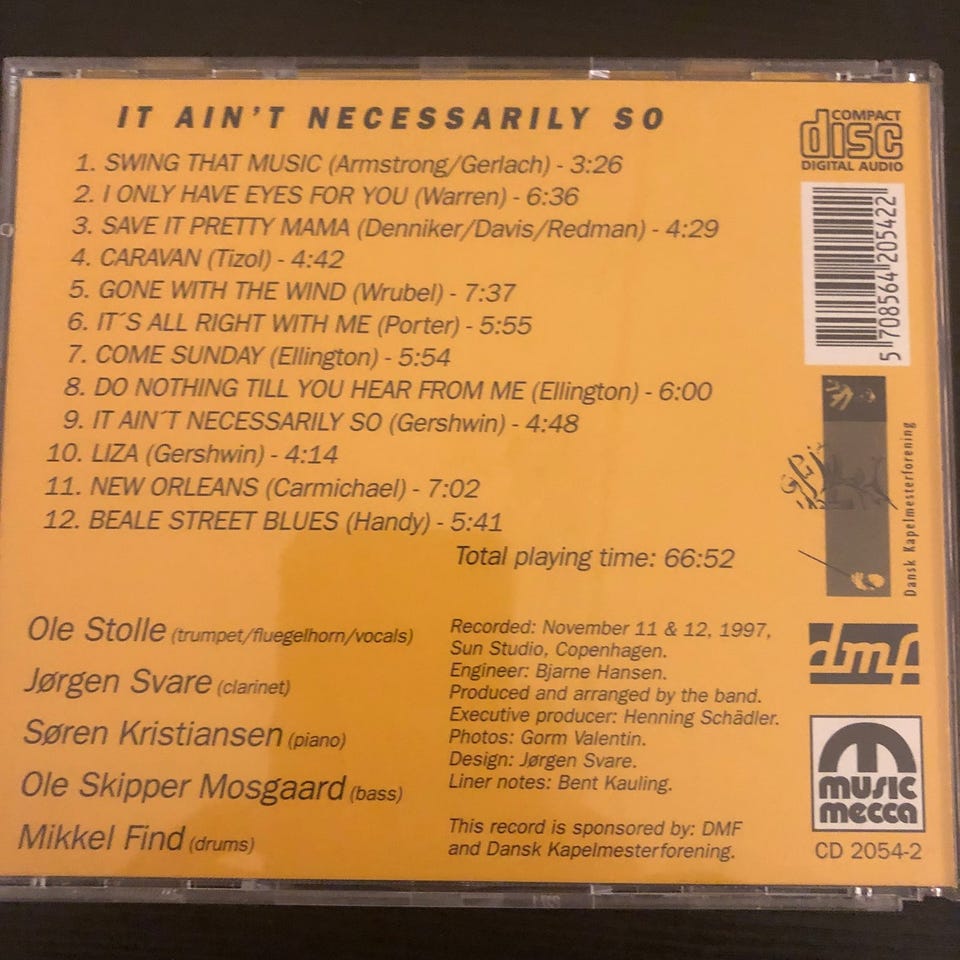 IT AIN'T NECESSARILY SO
1. SWING THAT MUSIC (Armstrong/Gerlach) - 3:26
2. I ONLY HAVE EYES FOR YOU (Warren) - 6:36
3. SAVE IT PRETTY MAMA (Denniker/Davis/Redman) - 4:29
4. CARAVAN (Tizol) - 4:42
5. GONE WITH THE WIND (Wrubel) - 7:37
6. IT´S ALL RIGHT WITH ME (Porter) - 5:55
7. COME SUNDAY (Ellington) - 5:54
8. DO NOTHING TILL YOU HEAR FROM ME (Ellington) - 6:00
9. IT AIN´T NECESSARILY SO (Gershwin) - 4:48
10. LIZA (Gershwin) - 4:14
11. NEW ORLEANS (Carmichael) - 7:02
12. BEALE STREET BLUES (Handy) - 5:41
Total playing time: 66:52
Ole Stolle (trumpet/fluegelhorn/vocals)
Jørgen Svare (clarinet)
Søren Kristiansen (piano)
Ole Skipper Mosgaard (bass)
Mikkel Find (drums)
Recorded: November 11 & 12, 1997,
Sun Studio, Copenhagen.
Engineer: Bjarne Hansen.
Produced and arranged by the band.
Executive producer: Henning Schädler.
Photos: Gorm Valentin.
Design: Jørgen Svare.
Liner notes: Bent Kauling.
This record is sponsored by: DMF
and Dansk Kapelmesterforening.
COMPACT
disc
DIGITAL AUDIO
5 708564 205422
Dansk Kapelmesterforening
dmf
music
mecca
CD 2054-2